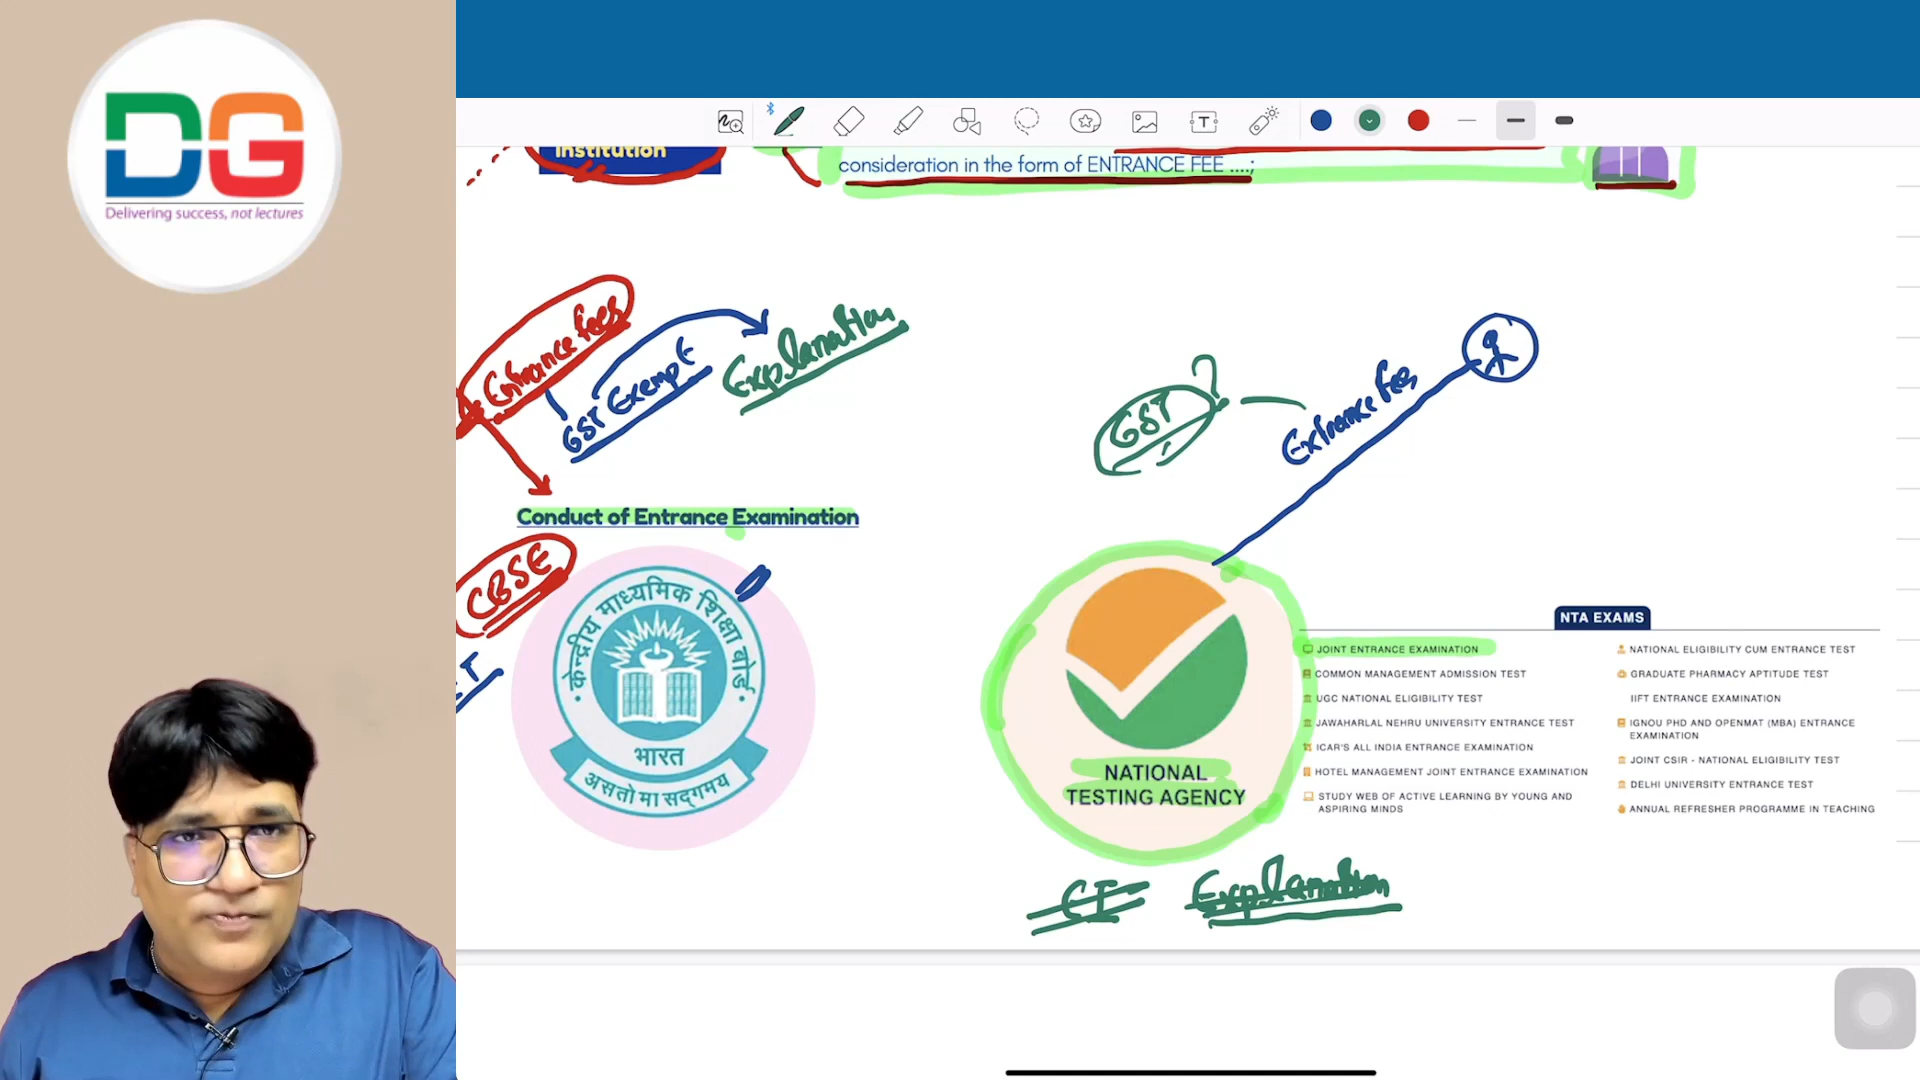 DG
Delivering success, not lectures
T
Institution
consideration in the form of ENTRANCE FEE ....;
Entrance fees
GST Exempt
Explanation
GST ?
Entrance fees
Conduct of Entrance Examination
CBSE
ET
केन्द्रीय माध्यमिक शिक्षा बोर्ड
भारत
असतो मा सद्गमय
NATIONAL
TESTING AGENCY
NTA EXAMS
JOINT ENTRANCE EXAMINATION
COMMON MANAGEMENT ADMISSION TEST
UGC NATIONAL ELIGIBILITY TEST
JAWAHARLAL NEHRU UNIVERSITY ENTRANCE TEST
ICAR'S ALL INDIA ENTRANCE EXAMINATION
HOTEL MANAGEMENT JOINT ENTRANCE EXAMINATION
STUDY WEB OF ACTIVE LEARNING BY YOUNG AND
ASPIRING MINDS
NATIONAL ELIGIBILITY CUM ENTRANCE TEST
GRADUATE PHARMACY APTITUDE TEST
IIFT ENTRANCE EXAMINATION
IGNOU PHD AND OPENMAT (MBA) ENTRANCE
EXAMINATION
JOINT CSIR - NATIONAL ELIGIBILITY TEST
DELHI UNIVERSITY ENTRANCE TEST
ANNUAL REFRESHER PROGRAMME IN TEACHING
Explanation